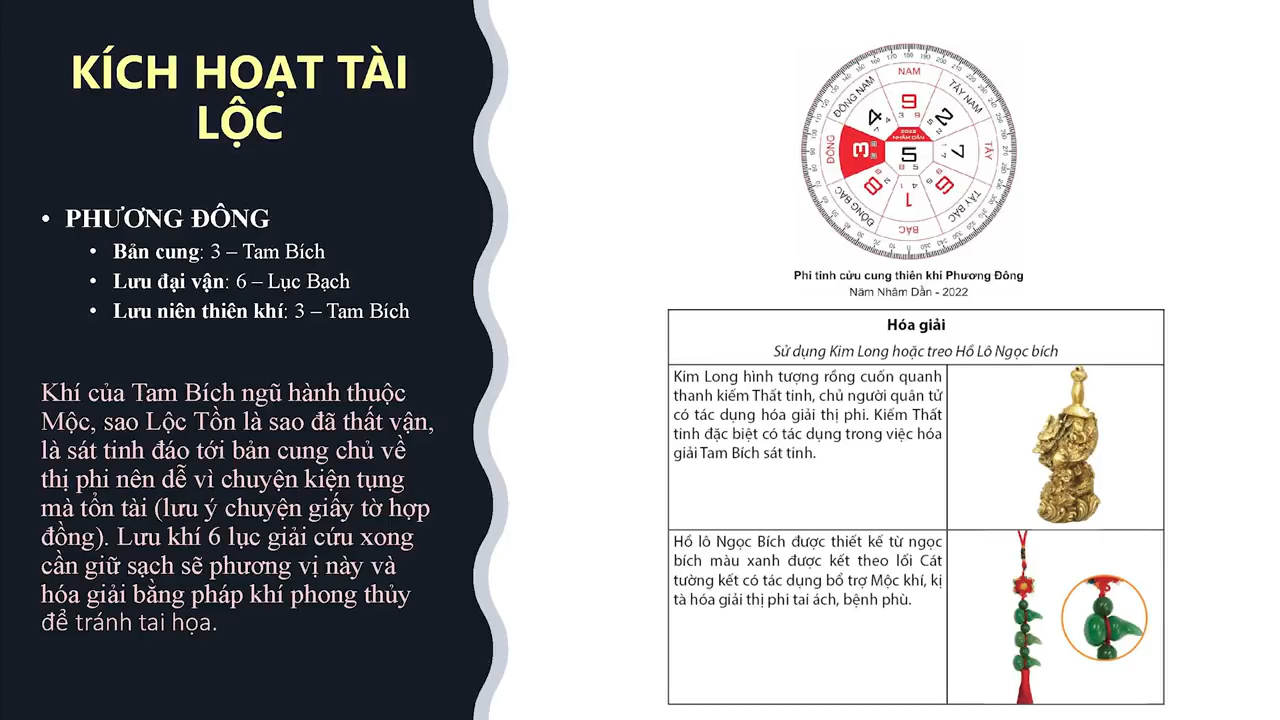 KÍCH HOẠT TÀI
LỘC
• PHƯƠNG ĐÔNG
• Bản cung: 3 – Tam Bích
• Lưu đại vận: 6 – Lục Bạch
• Lưu niên thiên khí: 3 – Tam Bích
Khí của Tam Bích ngũ hành thuộc
Mộc, sao Lộc Tồn là sao đã thất vận,
là sát tinh đáo tới bản cung chủ về
thị phi nên dễ vì chuyện kiện tụng
mà tổn tài (lưu ý chuyện giấy tờ hợp
đồng). Lưu khí 6 lục giải cứu xong
cần giữ sạch sẽ phương vị này và
hóa giải bằng pháp khí phong thủy
để tránh tai họa.
NAM
ĐÔNG NAM
TÂY NAM
9
4
2
ĐÔNG
3
2022
NHÂM DẦN
5
7
TÂY
8
1
6
ĐÔNG BẮC
BẮC
TÂY BẮC
Phi tinh cửu cung thiên khí Phương Đông
Năm Nhâm Dần - 2022
Hóa giải
Sử dụng Kim Long hoặc treo Hồ Lô Ngọc bích
Kim Long hình tượng rồng cuốn quanh
thanh kiếm Thất tinh, chủ người quân tử
có tác dụng hóa giải thị phi. Kiếm Thất
tinh đặc biệt có tác dụng trong việc hóa
giải Tam Bích sát tinh.
Hồ lô Ngọc Bích được thiết kế từ ngọc
bích màu xanh được kết theo lối Cát
tường kết có tác dụng bổ trợ Mộc khí, kị
tà hóa giải thị phi tai ách, bệnh phù.